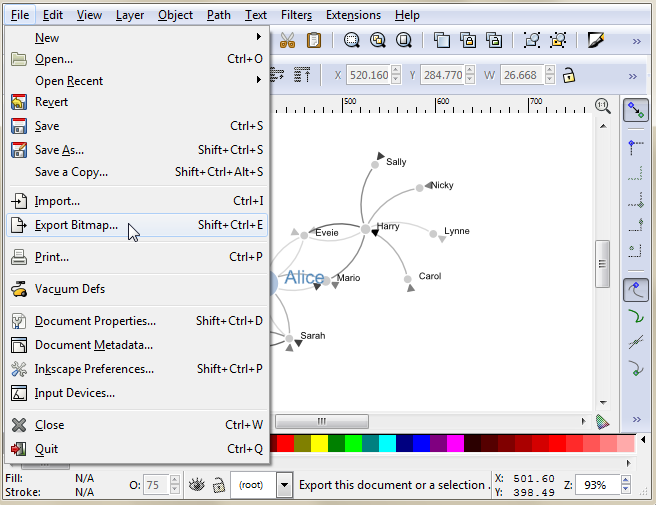 File Edit View Layer Object Path Text Filters Extensions Help
New
Open... Ctrl+O
Open Recent
Revert
Save Ctrl+S
Save As... Shift+Ctrl+S
Save a Copy... Shift+Ctrl+Alt+S
Import... Ctrl+I
Export Bitmap... Shift+Ctrl+E
Print... Ctrl+P
Vacuum Defs
Document Properties... Shift+Ctrl+D
Document Metadata...
Inkscape Preferences... Shift+Ctrl+P
Input Devices...
Close Ctrl+W
Quit Ctrl+Q
X 520.160 Y 284.770 W 26.668
500 600 700 1:1
Sally
Nicky
Eveie Harry Lynne
Alice Mario Carol
Sarah
Fill: N/A
Stroke: N/A
O: 75 (root) Export this document or a selection .
X: 501.60
Y: 398.49
Z: 93%